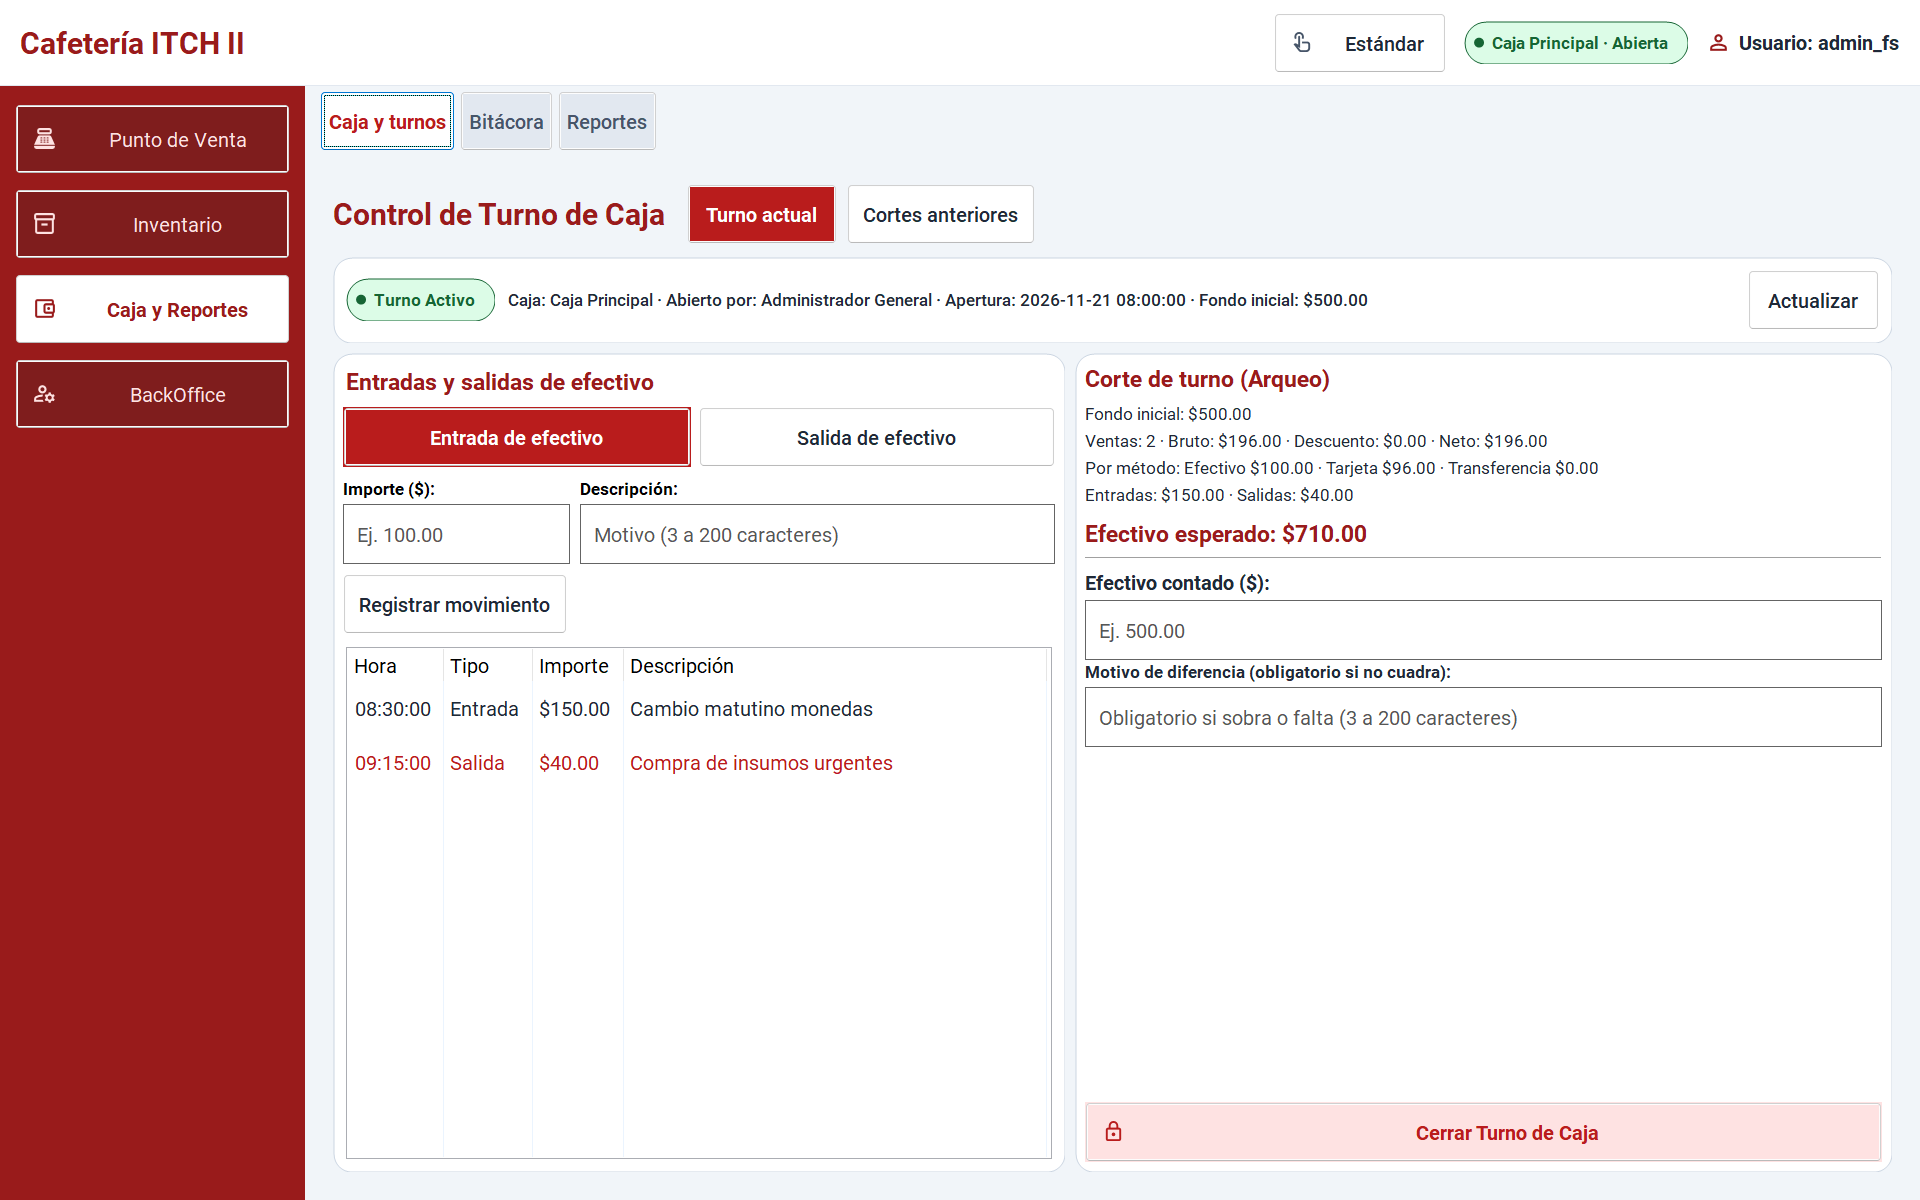 Cafetería ITCH II
Estándar
Caja Principal · Abierta
Usuario: admin_fs
Punto de Venta
Inventario
Caja y Reportes
BackOffice
Caja y turnos
Bitácora
Reportes
Control de Turno de Caja
Turno actual
Cortes anteriores
Turno Activo
Caja: Caja Principal · Abierto por: Administrador General · Apertura: 2026-11-21 08:00:00 · Fondo inicial: $500.00
Actualizar
Entradas y salidas de efectivo
Entrada de efectivo
Salida de efectivo
Importe ($):
Descripción:
Ej. 100.00
Motivo (3 a 200 caracteres)
Registrar movimiento
Hora Tipo Importe Descripción
08:30:00 Entrada $150.00 Cambio matutino monedas
09:15:00 Salida $40.00 Compra de insumos urgentes
Corte de turno (Arqueo)
Fondo inicial: $500.00
Ventas: 2 · Bruto: $196.00 · Descuento: $0.00 · Neto: $196.00
Por método: Efectivo $100.00 · Tarjeta $96.00 · Transferencia $0.00
Entradas: $150.00 · Salidas: $40.00
Efectivo esperado: $710.00
Efectivo contado ($):
Ej. 500.00
Motivo de diferencia (obligatorio si no cuadra):
Obligatorio si sobra o falta (3 a 200 caracteres)
Cerrar Turno de Caja